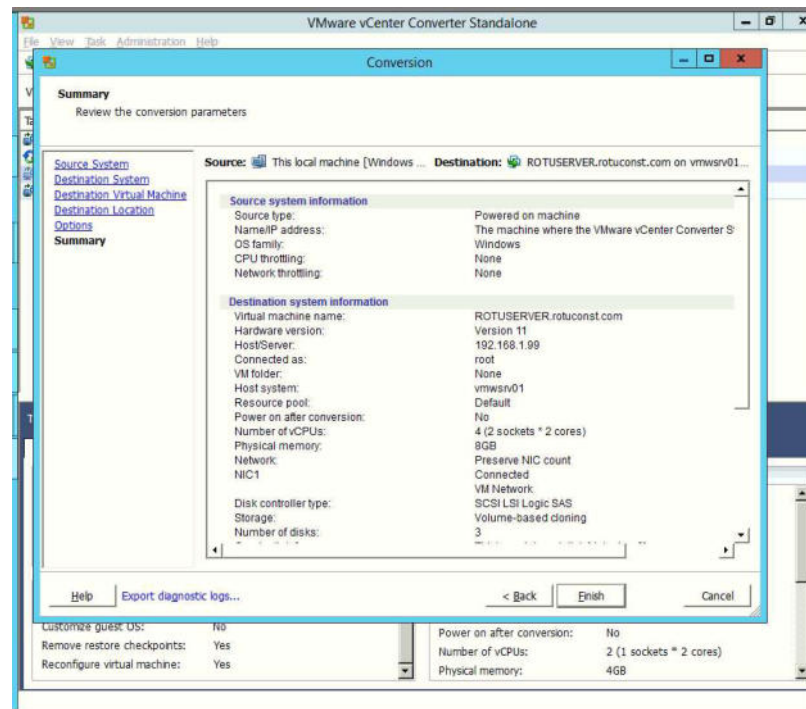 VMware vCenter Converter Standalone
File View Task Administration Help
Conversion
Summary
Review the conversion parameters
Source System
Destination System
Destination Virtual Machine
Destination Location
Options
Summary
Source: This local machine [Windows ... Destination: ROTUSERVER.rotuconst.com on vmwsrv01...
Source system information
Source type: Powered on machine
Name/IP address: The machine where the VMware vCenter Converter S
OS family: Windows
CPU throttling: None
Network throttling: None
Destination system information
Virtual machine name: ROTUSERVER.rotuconst.com
Hardware version: Version 11
Host/Server: 192.168.1.99
Connected as: root
VM folder: None
Host system: vmwsrv01
Resource pool: Default
Power on after conversion: No
Number of vCPUs: 4 (2 sockets * 2 cores)
Physical memory: 8GB
Network: Preserve NIC count
NIC1 Connected
VM Network
Disk controller type: SCSI LSI Logic SAS
Storage: Volume-based cloning
Number of disks: 3
Help Export diagnostic logs... < Back Finish Cancel
Customize guest OS: No
Remove restore checkpoints: Yes
Reconfigure virtual machine: Yes
Power on after conversion: No
Number of vCPUs: 2 (1 sockets * 2 cores)
Physical memory: 4GB